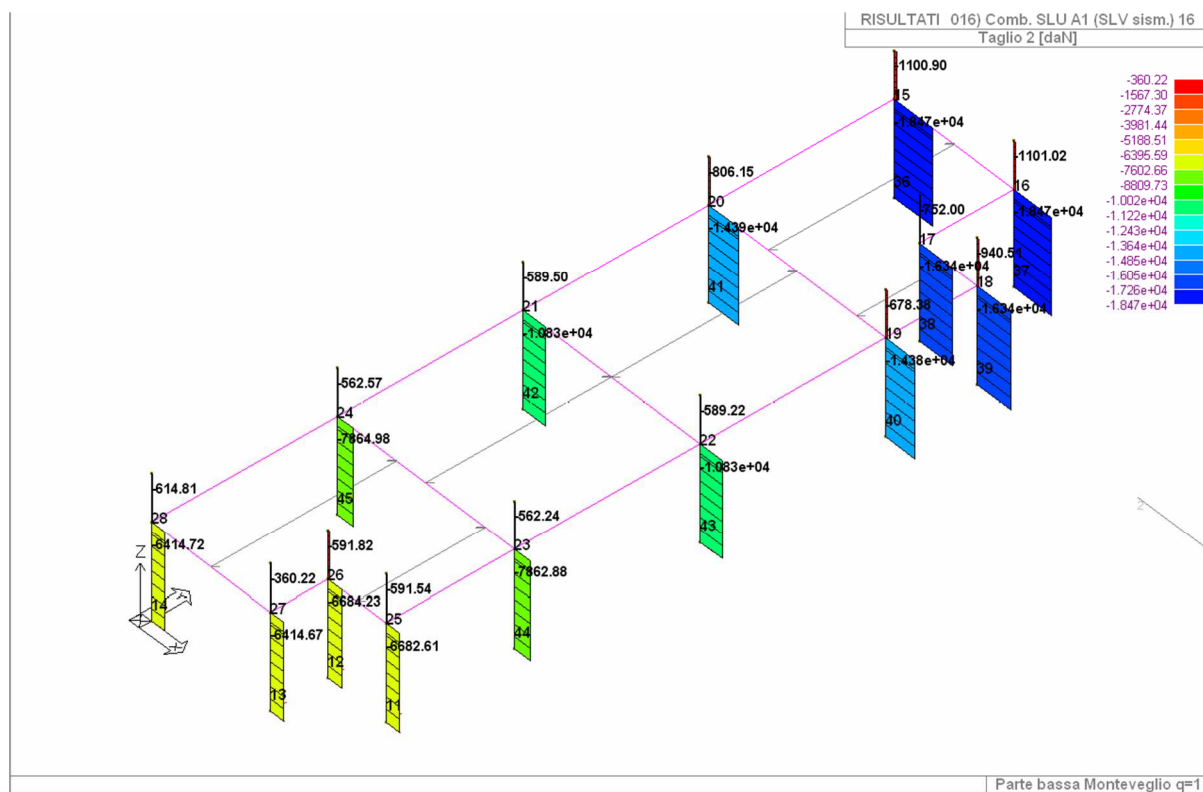 RISULTATI 016) Comb. SLU A1 (SLV sism.) 16
Taglio 2 [daN]
-360.22
-1567.30
-2774.37
-3981.44
-5188.51
-6395.59
-7602.66
-8809.73
-1.002e+04
-1.122e+04
-1.243e+04
-1.364e+04
-1.485e+04
-1.605e+04
-1.726e+04
-1.847e+04
-1100.90
15
-1.847e+04
36
-1101.02
16
-1.847e+04
37
-806.15
20
-1.439e+04
41
-752.00
17
-1.634e+04
38
-940.51
18
-1.634e+04
39
-678.38
19
-1.438e+04
40
-589.50
21
-1.083e+04
42
-589.22
22
-1.083e+04
43
-562.57
24
-7864.98
45
-562.24
23
-7862.88
44
-614.81
28
-6414.72
14
-360.22
27
-6414.67
13
-591.82
26
-6684.23
12
-591.54
25
-6682.61
11
Z
2
Parte bassa Monteveglio q=1